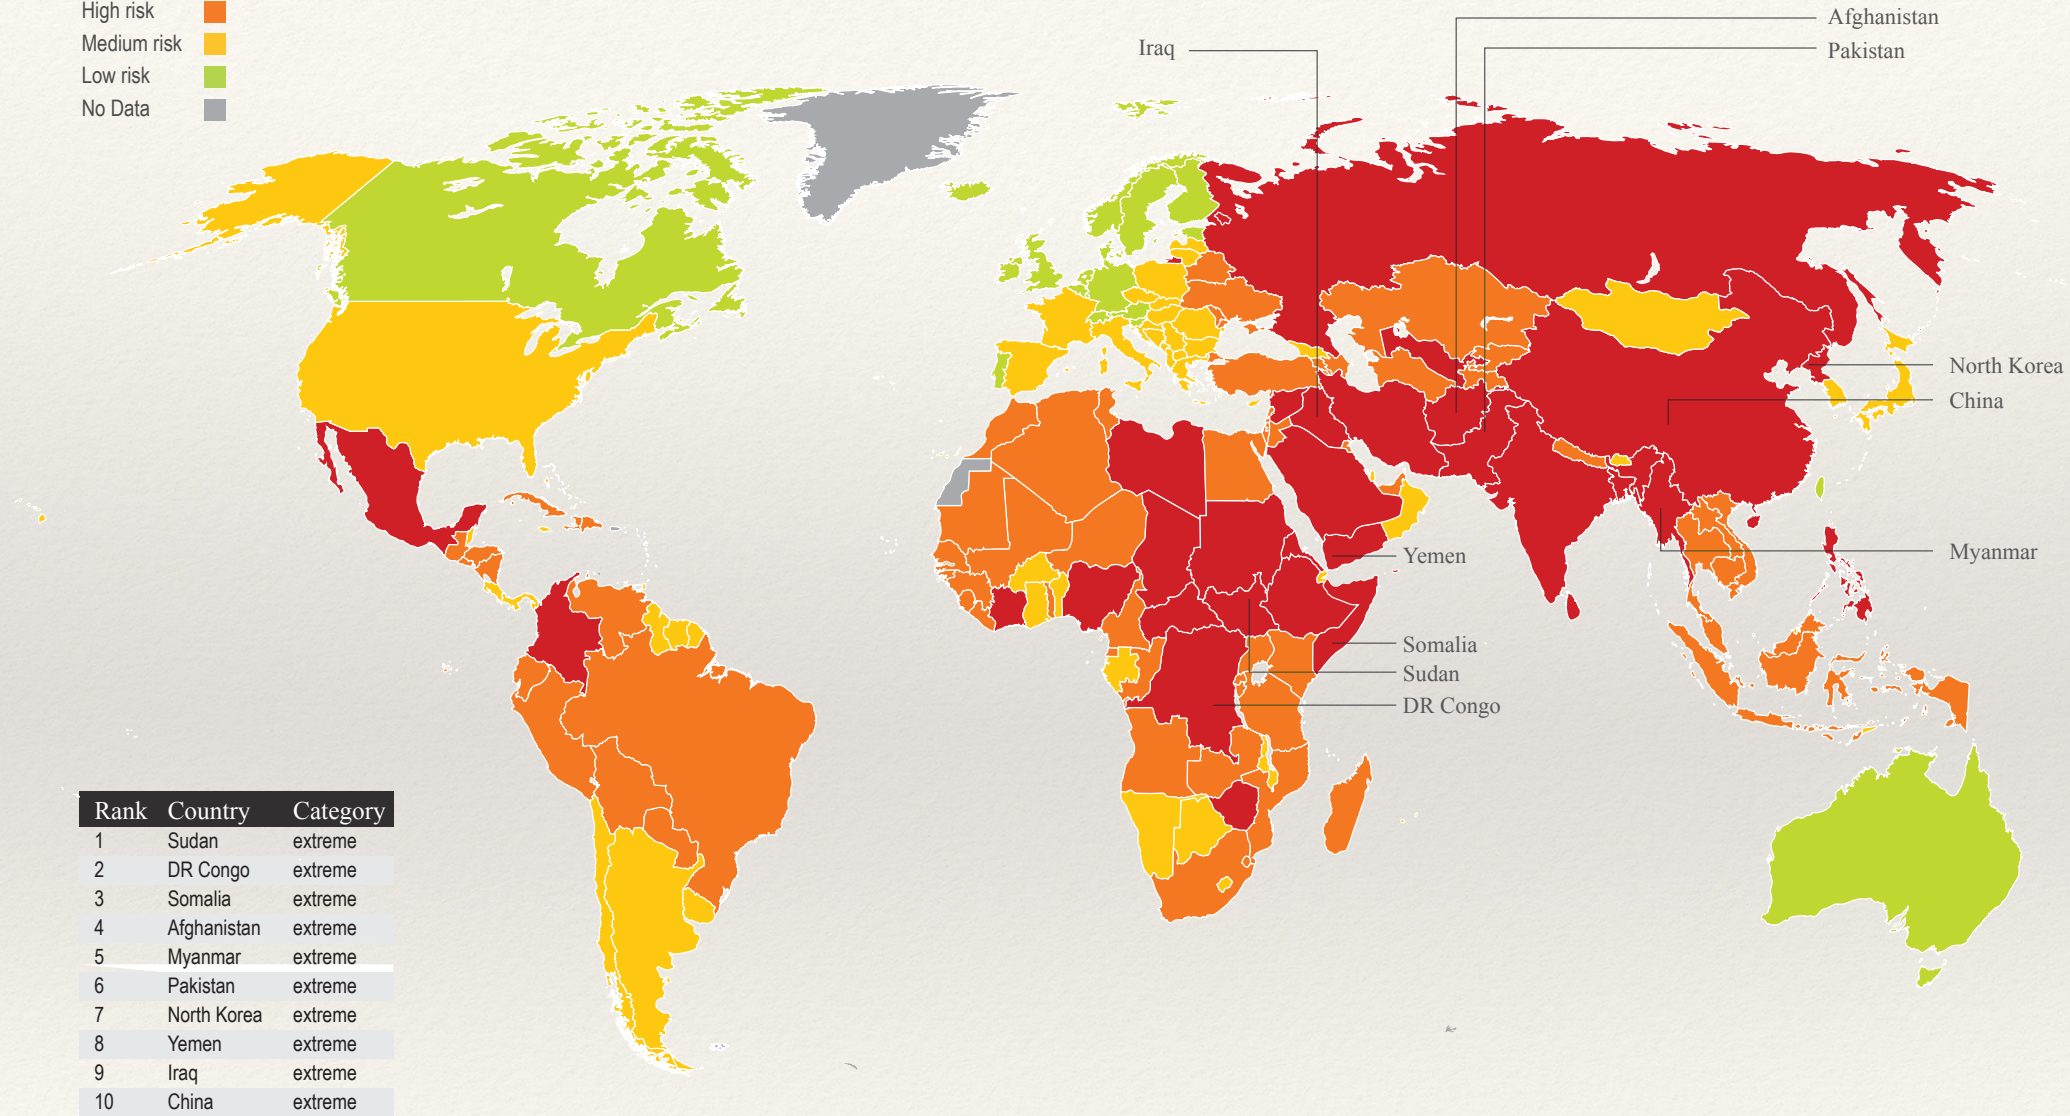 High risk
Medium risk
Low risk
No Data
Afghanistan
Iraq
Pakistan
North Korea
China
Myanmar
Yemen
Somalia
Sudan
DR Congo
Rank Country Category
1 Sudan extreme
2 DR Congo extreme
3 Somalia extreme
4 Afghanistan extreme
5 Myanmar extreme
6 Pakistan extreme
7 North Korea extreme
8 Yemen extreme
9 Iraq extreme
10 China extreme